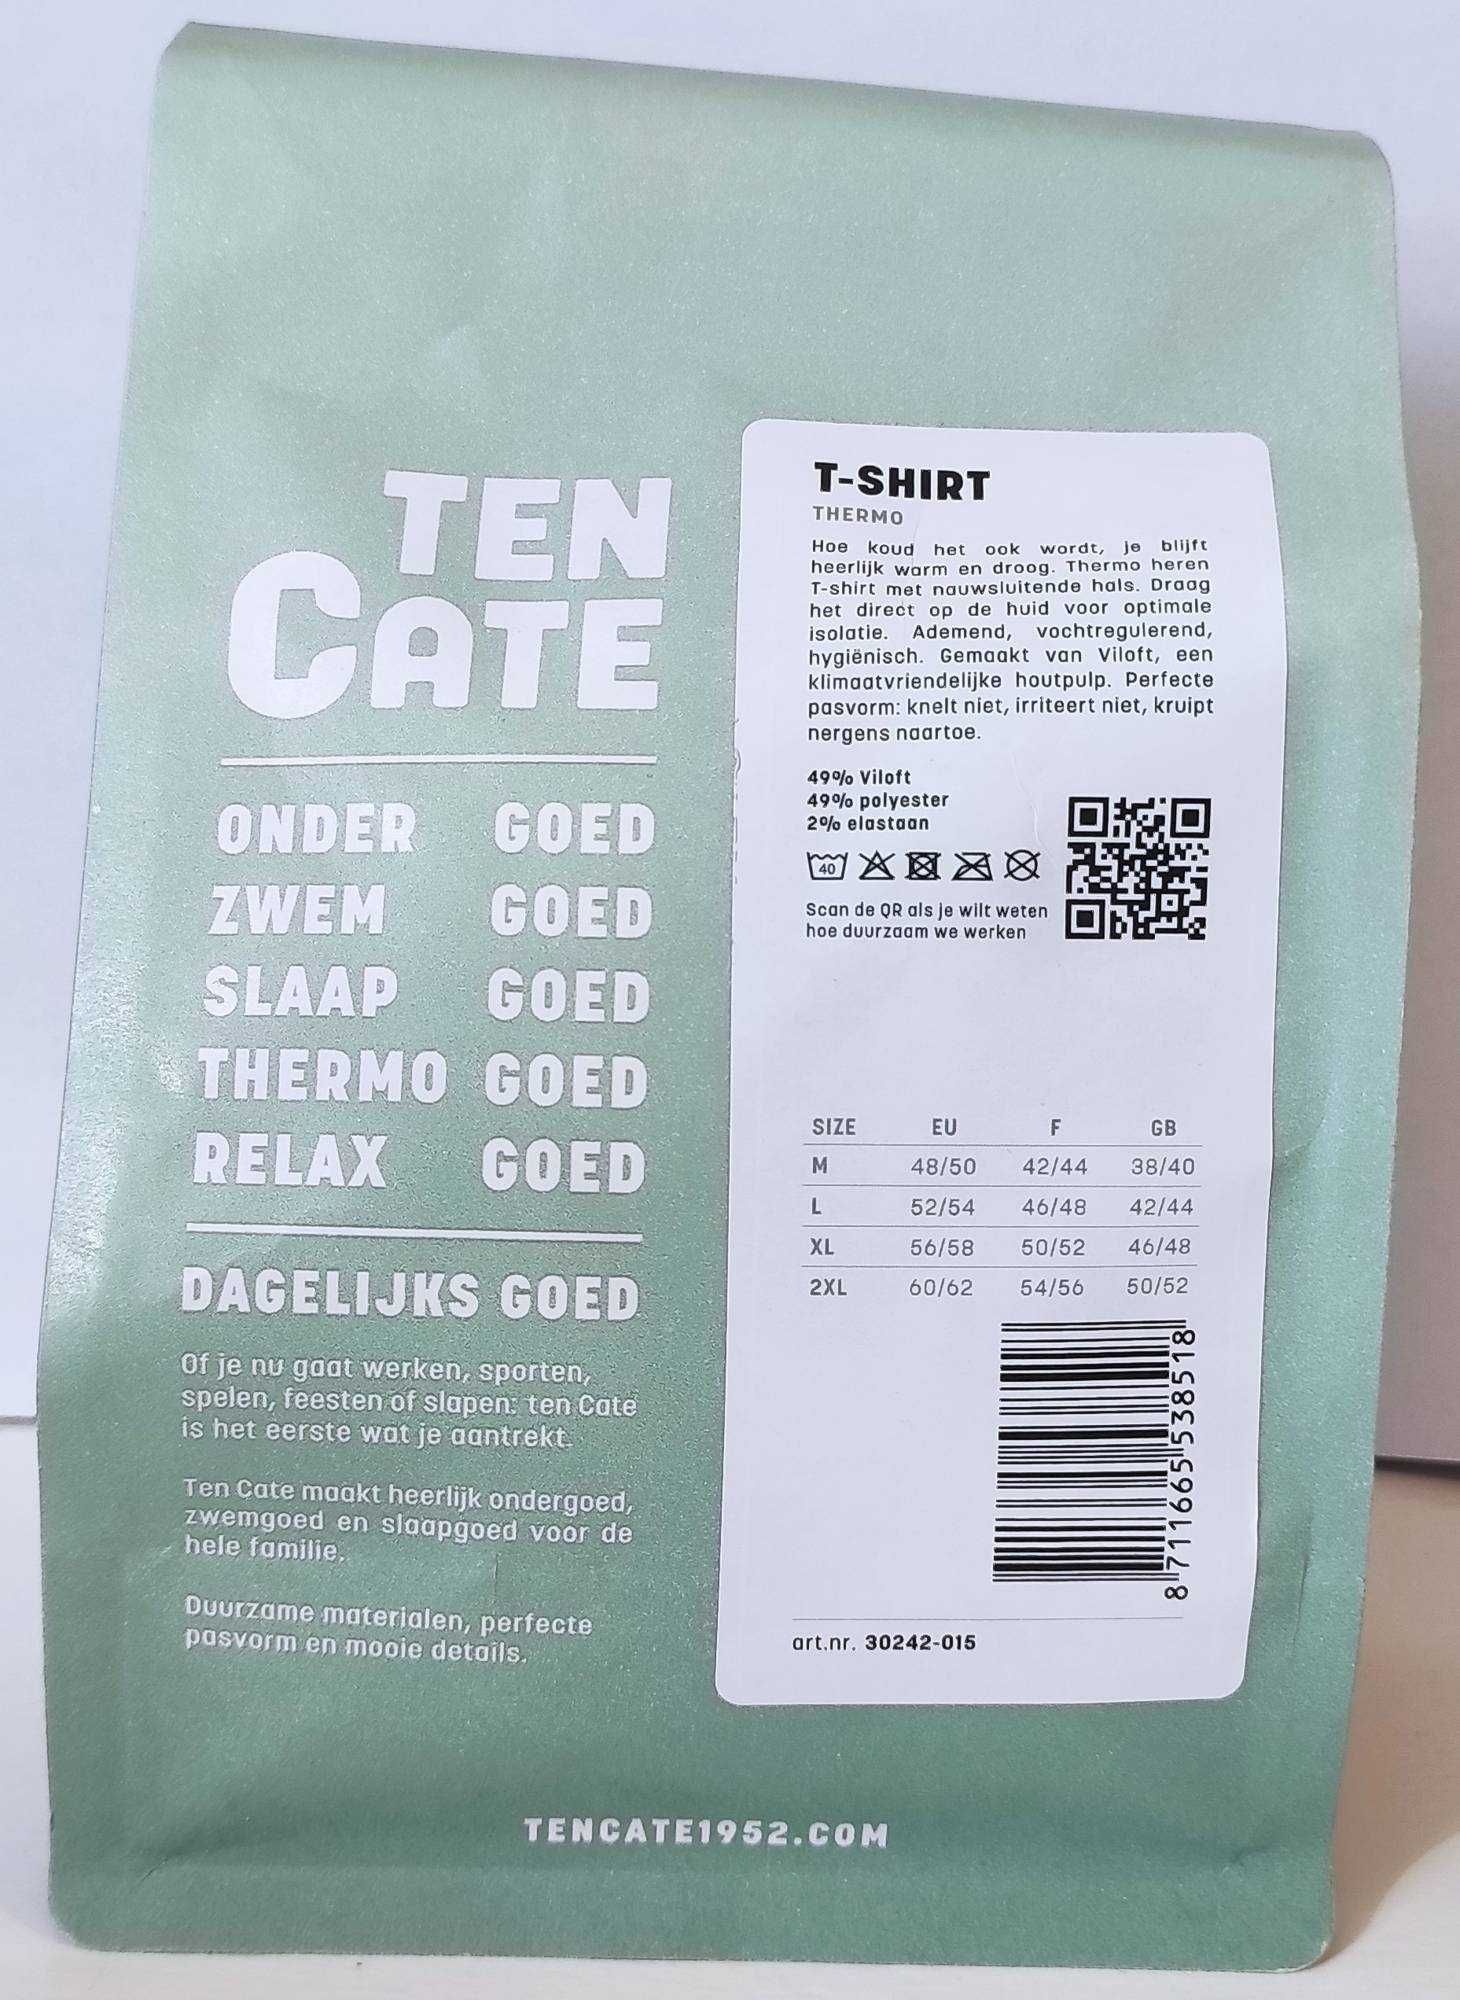 TEN
CATE
ONDER GOED
ZWEM GOED
SLAAP GOED
THERMO GOED
RELAX GOED
DAGELIJKS GOED
Of je nu gaat werken, sporten,
spelen, feesten of slapen: ten Cate
is het eerste wat je aantrekt.
Ten Cate maakt heerlijk ondergoed,
zwemgoed en slaapgoed voor de
hele familie.
Duurzame materialen, perfecte
pasvorm en mooie details.
T-SHIRT
THERMO
Hoe koud het ook wordt, je blijft
heerlijk warm en droog. Thermo heren
T-shirt met nauwsluitende hals. Draag
het direct op de huid voor optimale
isolatie. Ademend, vochtregulerend,
hygiënisch. Gemaakt van Viloft, een
klimaatvriendelijke houtpulp. Perfecte
pasvorm: knelt niet, irriteert niet, kruipt
nergens naartoe.
49% Viloft
49% polyester
2% elastaan
40
Scan de QR als je wilt weten
hoe duurzaam we werken
SIZE EU F GB
M 48/50 42/44 38/40
L 52/54 46/48 42/44
XL 56/58 50/52 46/48
2XL 60/62 54/56 50/52
8 711665 538518
art.nr. 30242-015
TENCATE1952.COM